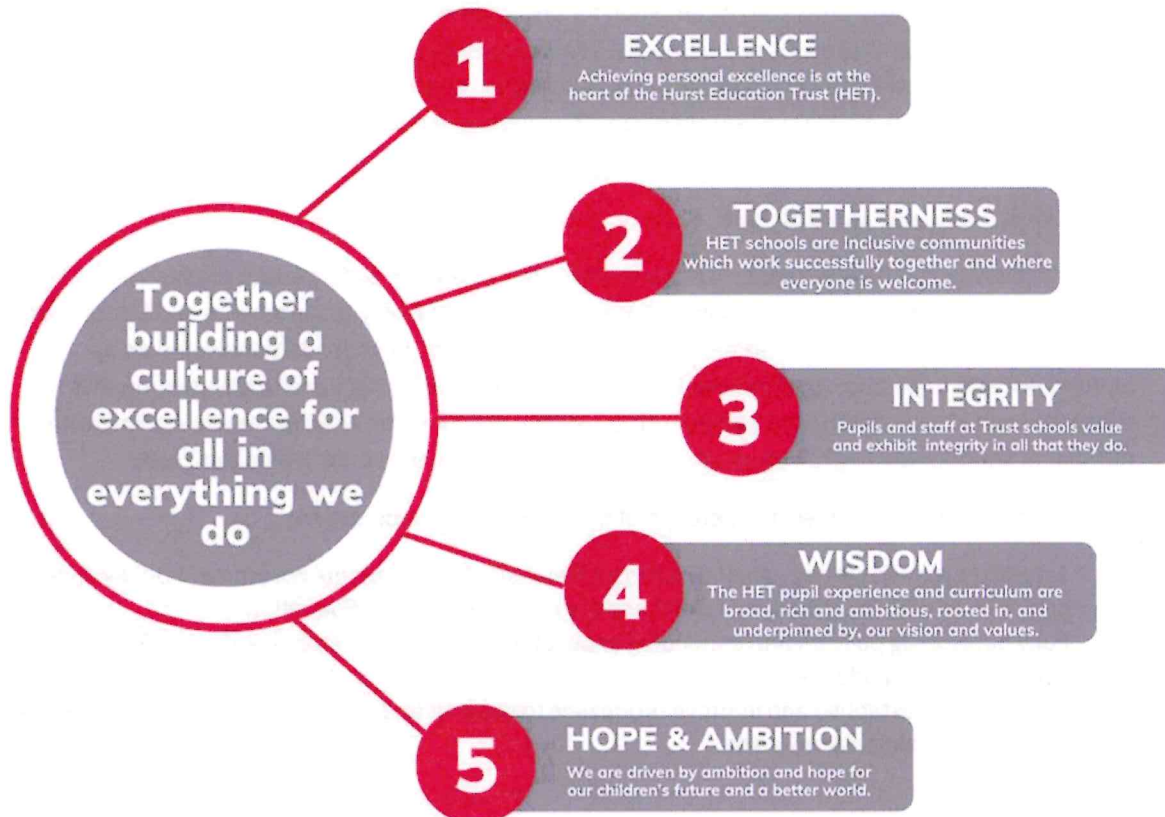 1
EXCELLENCE
Achieving personal excellence is at the
heart of the Hurst Education Trust (HET).
2
TOGETHERNESS
HET schools are inclusive communities
which work successfully together and where
everyone is welcome.
Together
building a
culture of
excellence for
all in
everything we
do
3
INTEGRITY
Pupils and staff at Trust schools value
and exhibit integrity in all that they do.
4
WISDOM
The HET pupil experience and curriculum are
broad, rich and ambitious, rooted in, and
underpinned by, our vision and values.
5
HOPE & AMBITION
We are driven by ambition and hope for
our children's future and a better world.